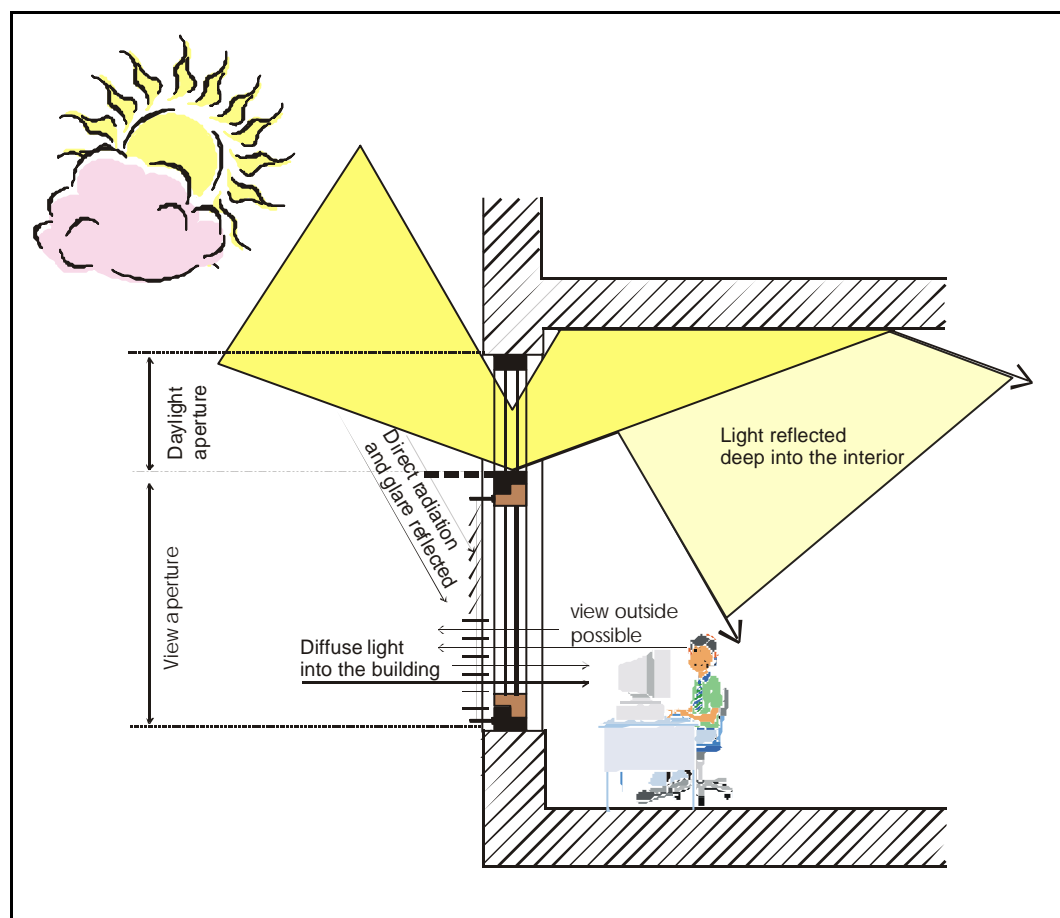 Daylight
aperture
Direct radiation
and glare reflected
Light reflected
deep into the interior
View aperture
view outside
possible
Diffuse light
into the building